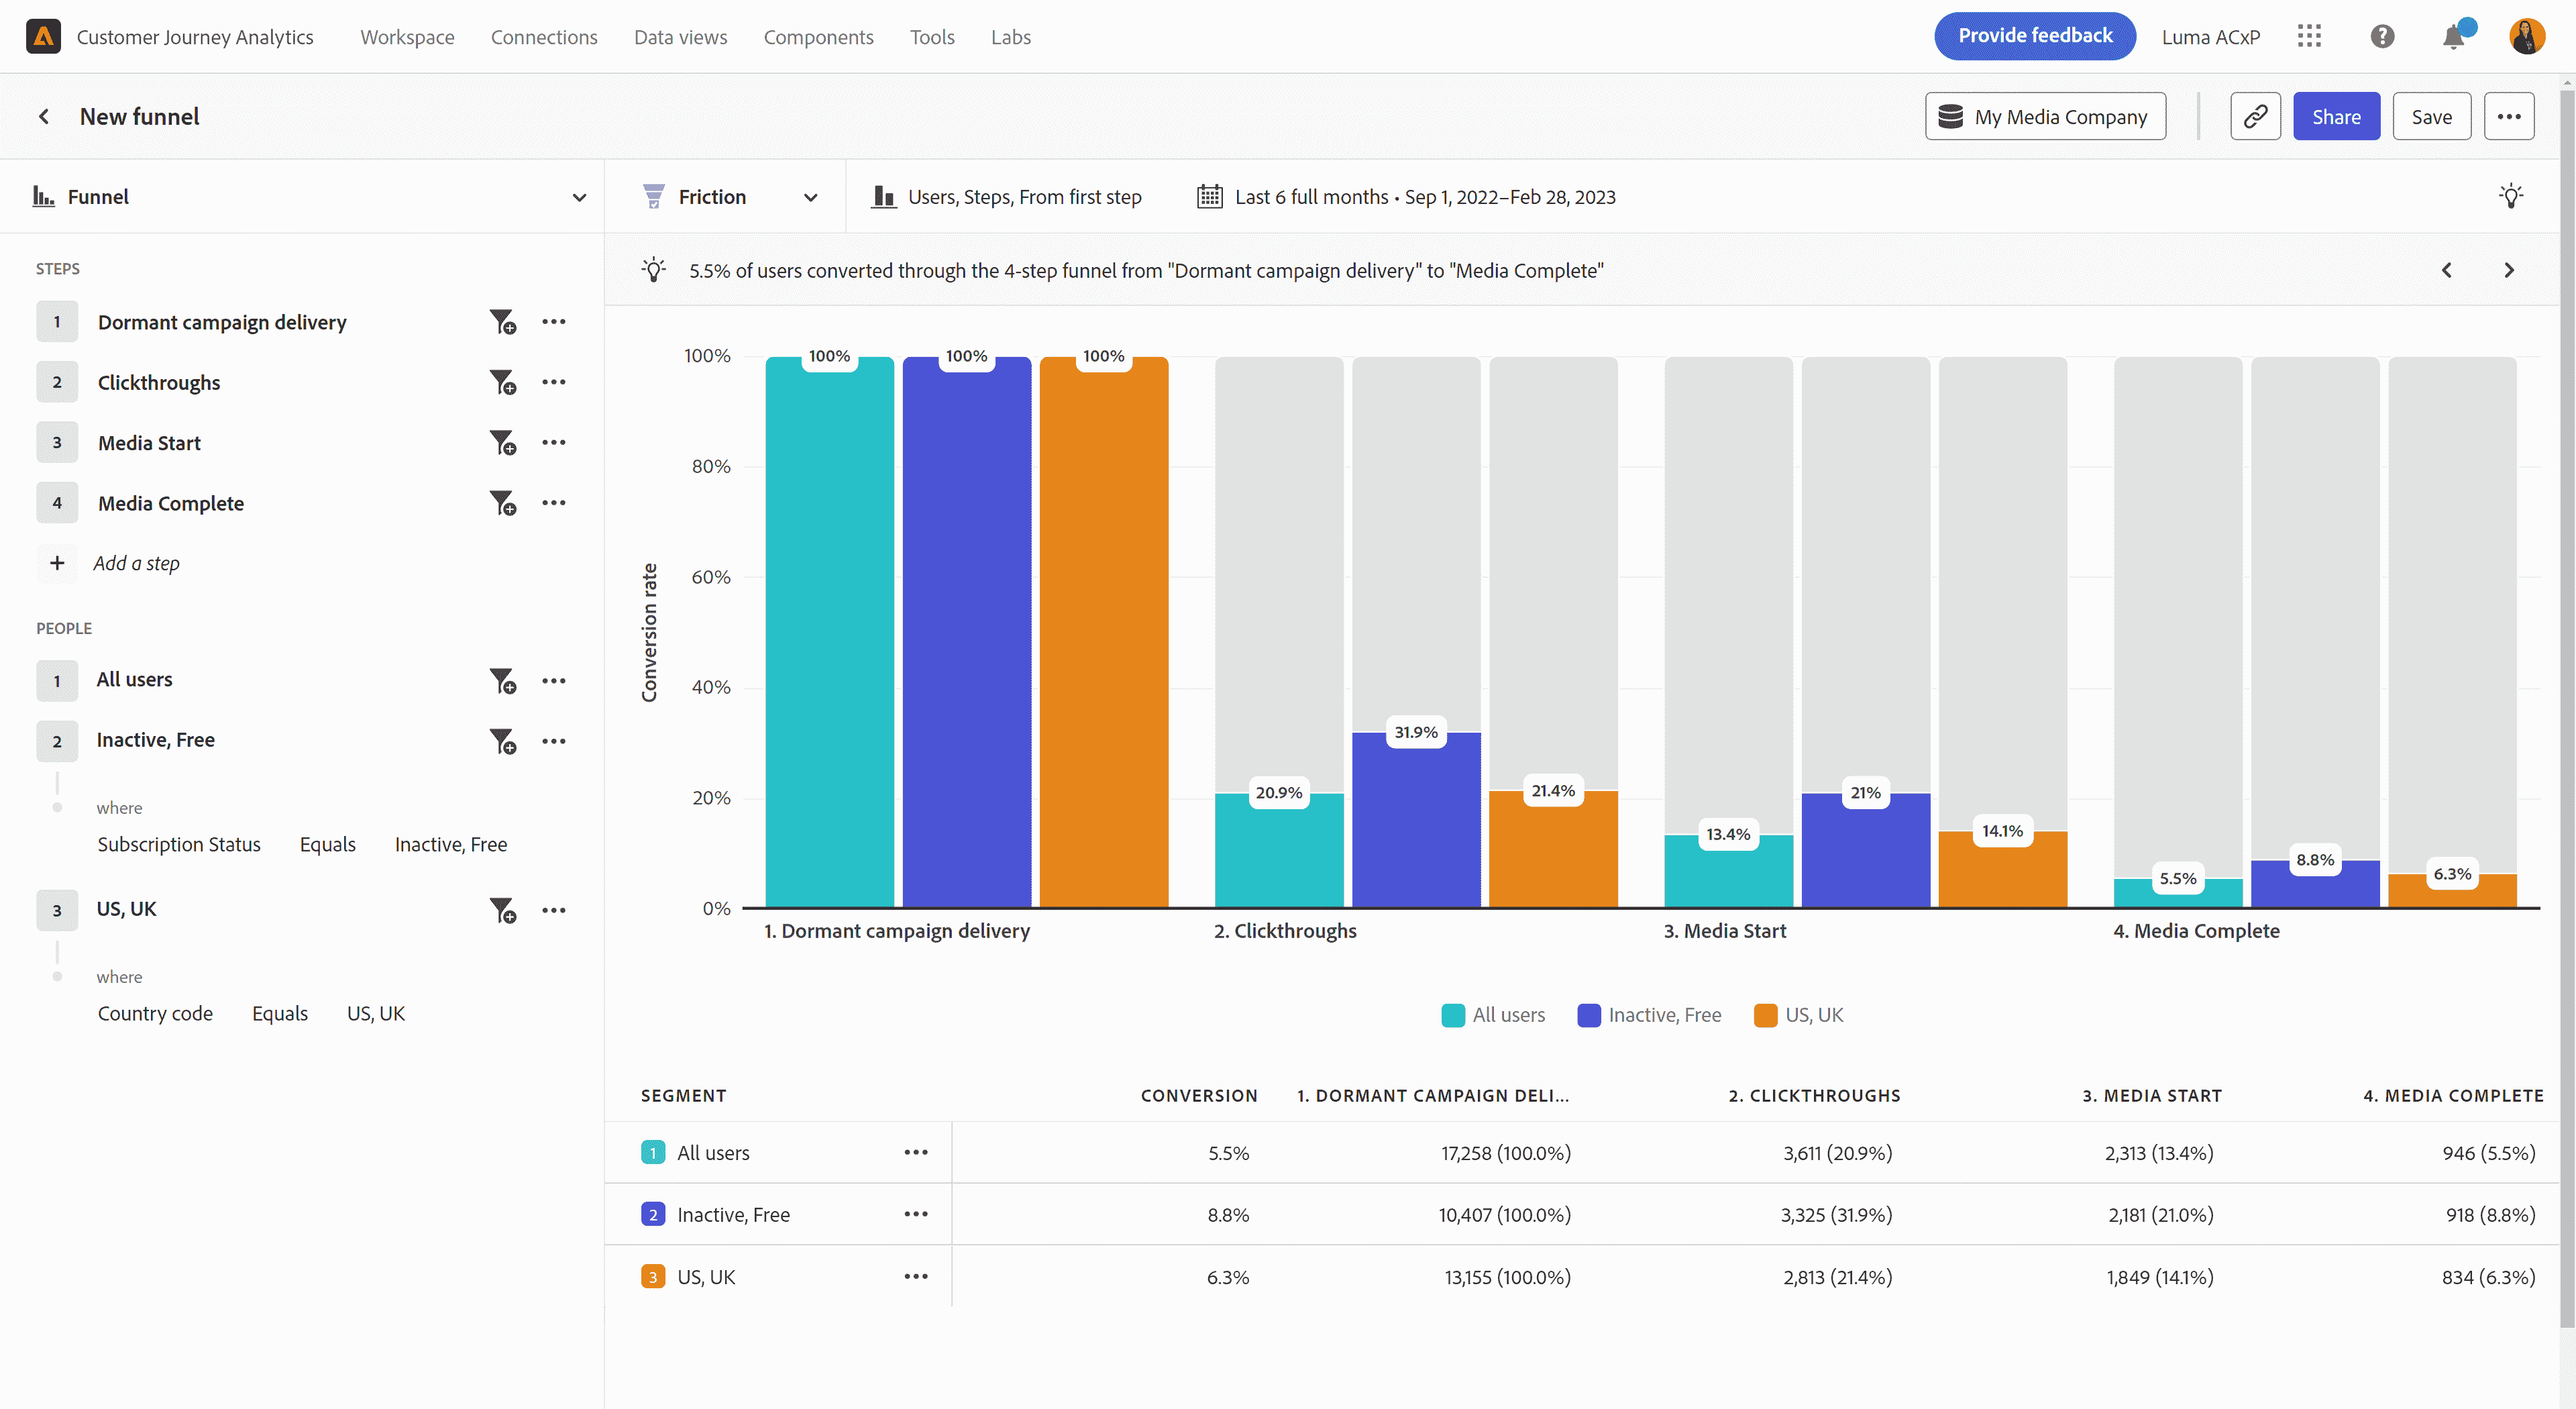 Customer Journey Analytics Workspace Connections Data views Components Tools Labs Provide feedback Luma ACxP
New funnel My Media Company Share Save
Funnel Friction Users, Steps, From first step Last 6 full months • Sep 1, 2022–Feb 28, 2023
5.5% of users converted through the 4-step funnel from "Dormant campaign delivery" to "Media Complete"
STEPS
1 Dormant campaign delivery
2 Clickthroughs
3 Media Start
4 Media Complete
+ Add a step
PEOPLE
1 All users
2 Inactive, Free
where
Subscription Status Equals Inactive, Free
3 US, UK
where
Country code Equals US, UK
Conversion rate
100%
80%
60%
40%
20%
0%
100% 100% 100%
20.9% 31.9% 21.4%
13.4% 21% 14.1%
5.5% 8.8% 6.3%
1. Dormant campaign delivery 2. Clickthroughs 3. Media Start 4. Media Complete
All users Inactive, Free US, UK
SEGMENT CONVERSION 1. DORMANT CAMPAIGN DELI... 2. CLICKTHROUGHS 3. MEDIA START 4. MEDIA COMPLETE
1 All users 5.5% 17,258 (100.0%) 3,611 (20.9%) 2,313 (13.4%) 946 (5.5%)
2 Inactive, Free 8.8% 10,407 (100.0%) 3,325 (31.9%) 2,181 (21.0%) 918 (8.8%)
3 US, UK 6.3% 13,155 (100.0%) 2,813 (21.4%) 1,849 (14.1%) 834 (6.3%)